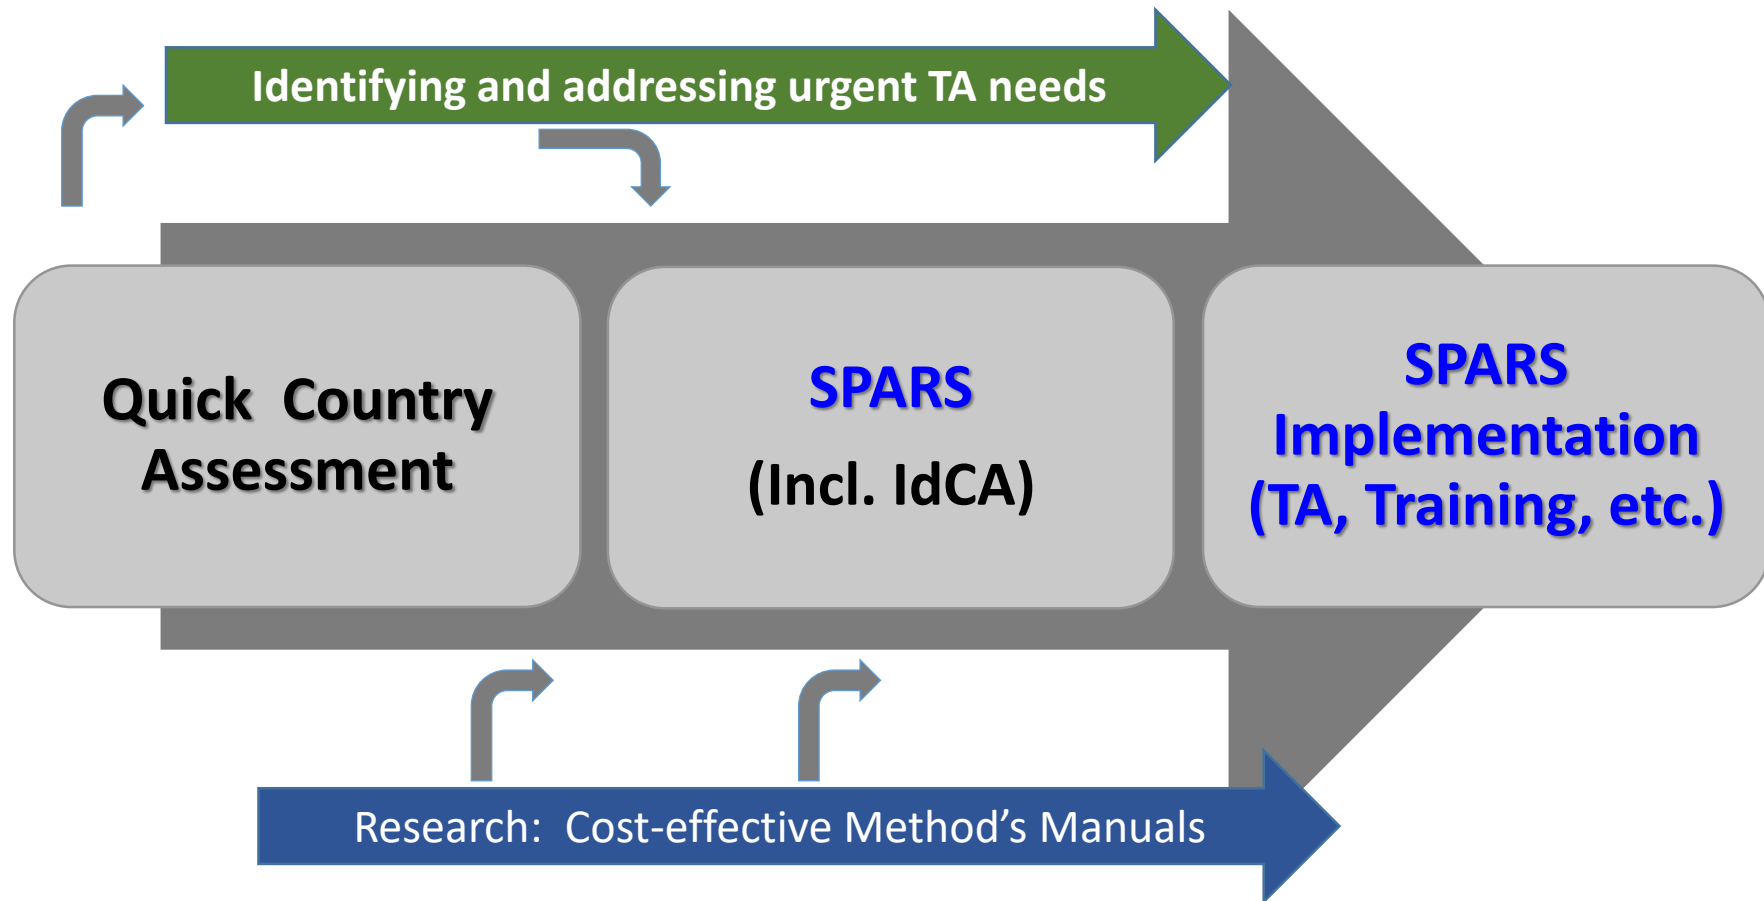 Identifying and addressing urgent TA needs
Quick  Country
Assessment
SPARS
(Incl. IdCA)
SPARS
Implementation
(TA, Training, etc.)
Research:  Cost-effective Method’s Manuals